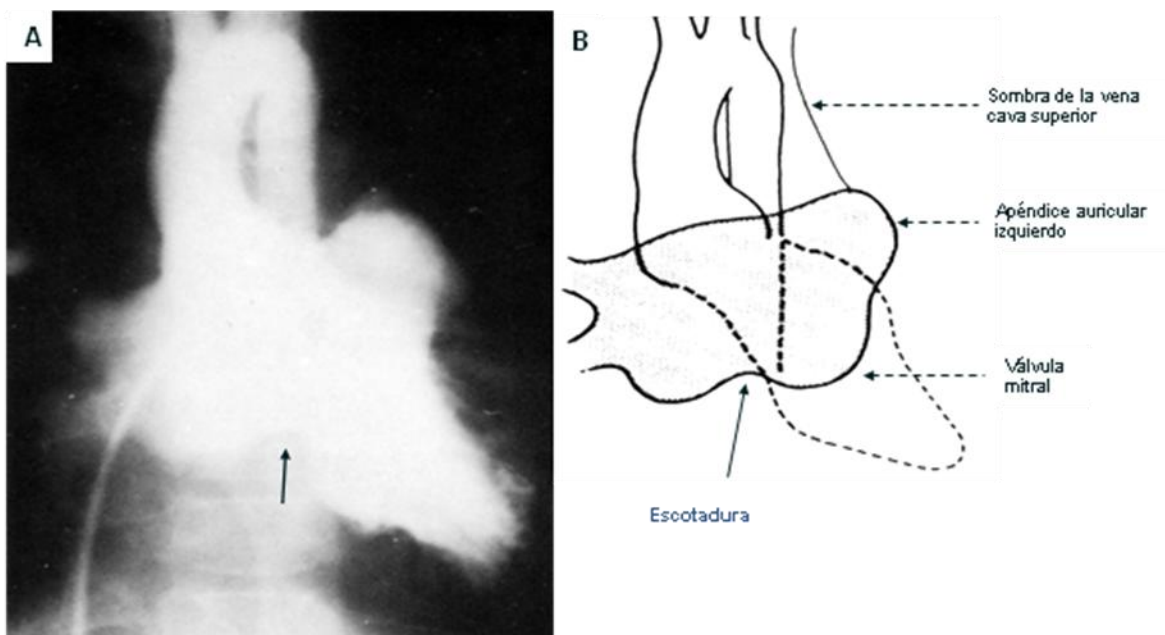 A
B
Sombra de la vena
cava superior
Apéndice auricular
izquierdo
Válvula
mitral
Escotadura